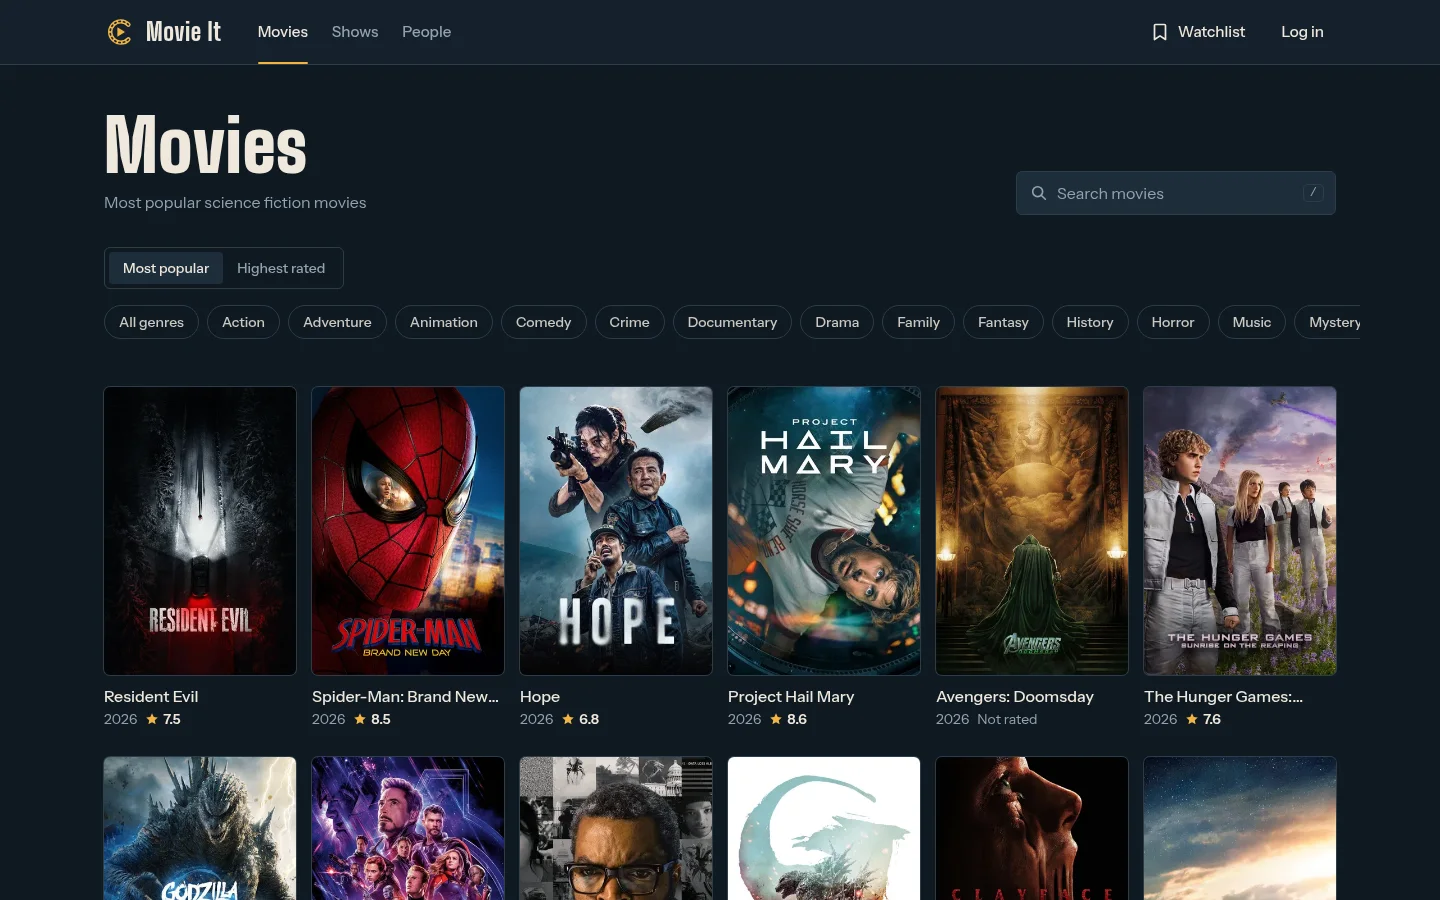 Movie It
Movies Shows People
Watchlist Log in
Movies
Most popular science fiction movies
Search movies /
Most popular Highest rated
All genres Action Adventure Animation Comedy Crime Documentary Drama Family Fantasy History Horror Music Mystery
RESIDENT EVIL
SPIDER-MAN
BRAND NEW DAY
HOPE
PROJECT
HAIL
MARY
AVENGERS
THE HUNGER GAMES
SUNRISE ON THE REAPING
Resident Evil
2026 7.5
Spider-Man: Brand New...
2026 8.5
Hope
2026 6.8
Project Hail Mary
2026 8.6
Avengers: Doomsday
2026 Not rated
The Hunger Games:...
2026 7.6
GODZILLA
CLAYFACE